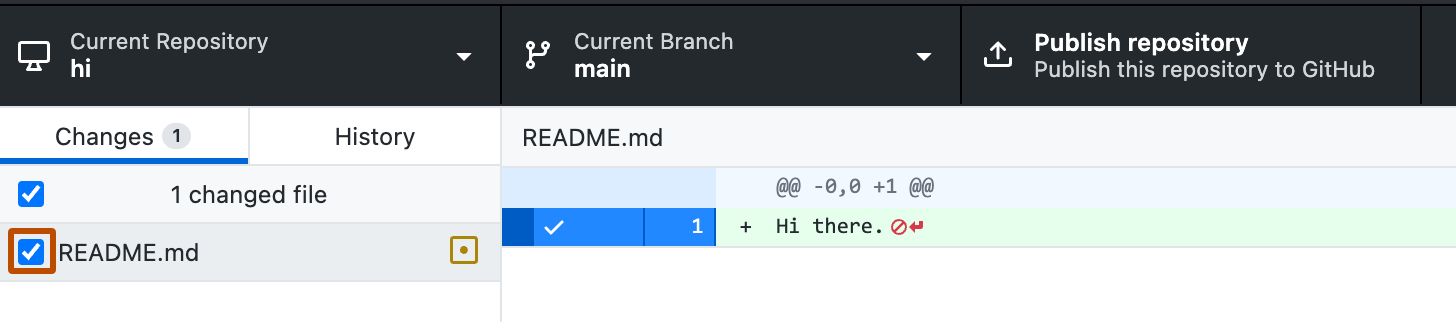 Current Repository
hi
Current Branch
main
Publish repository
Publish this repository to GitHub
Changes 1
History
README.md
1 changed file
@@ -0,0 +1 @@
1 + Hi there.
README.md